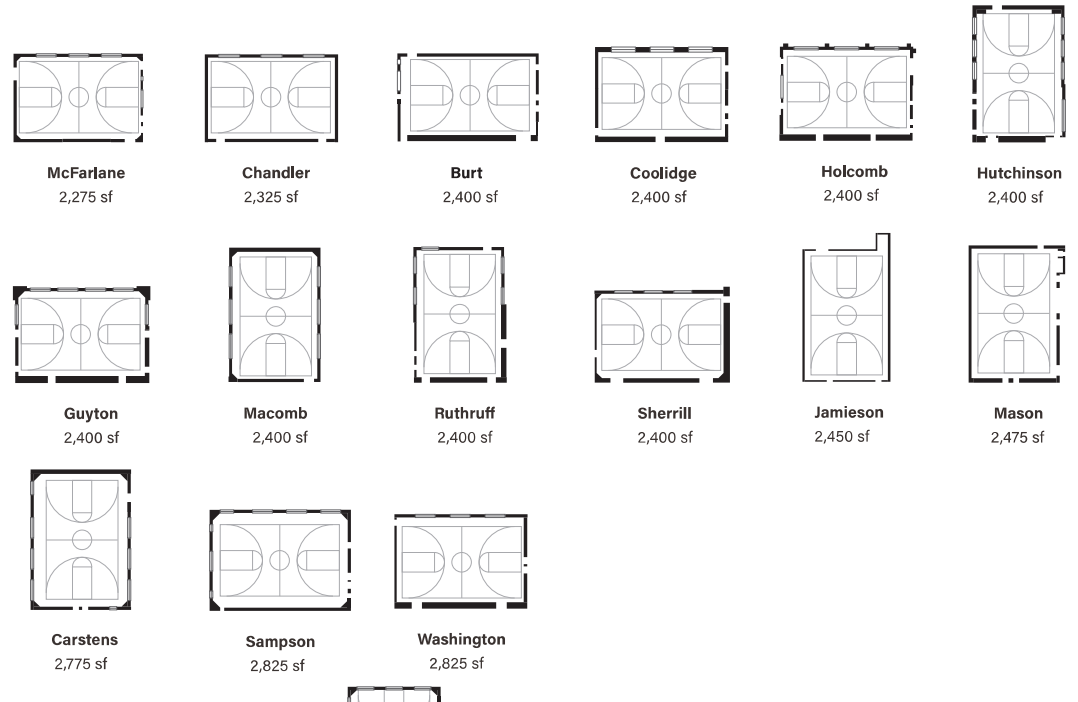 McFarlane
2,275 sf
Chandler
2,325 sf
Burt
2,400 sf
Coolidge
2,400 sf
Holcomb
2,400 sf
Hutchinson
2,400 sf
Guyton
2,400 sf
Macomb
2,400 sf
Ruthruff
2,400 sf
Sherrill
2,400 sf
Jamieson
2,450 sf
Mason
2,475 sf
Carstens
2,775 sf
Sampson
2,825 sf
Washington
2,825 sf